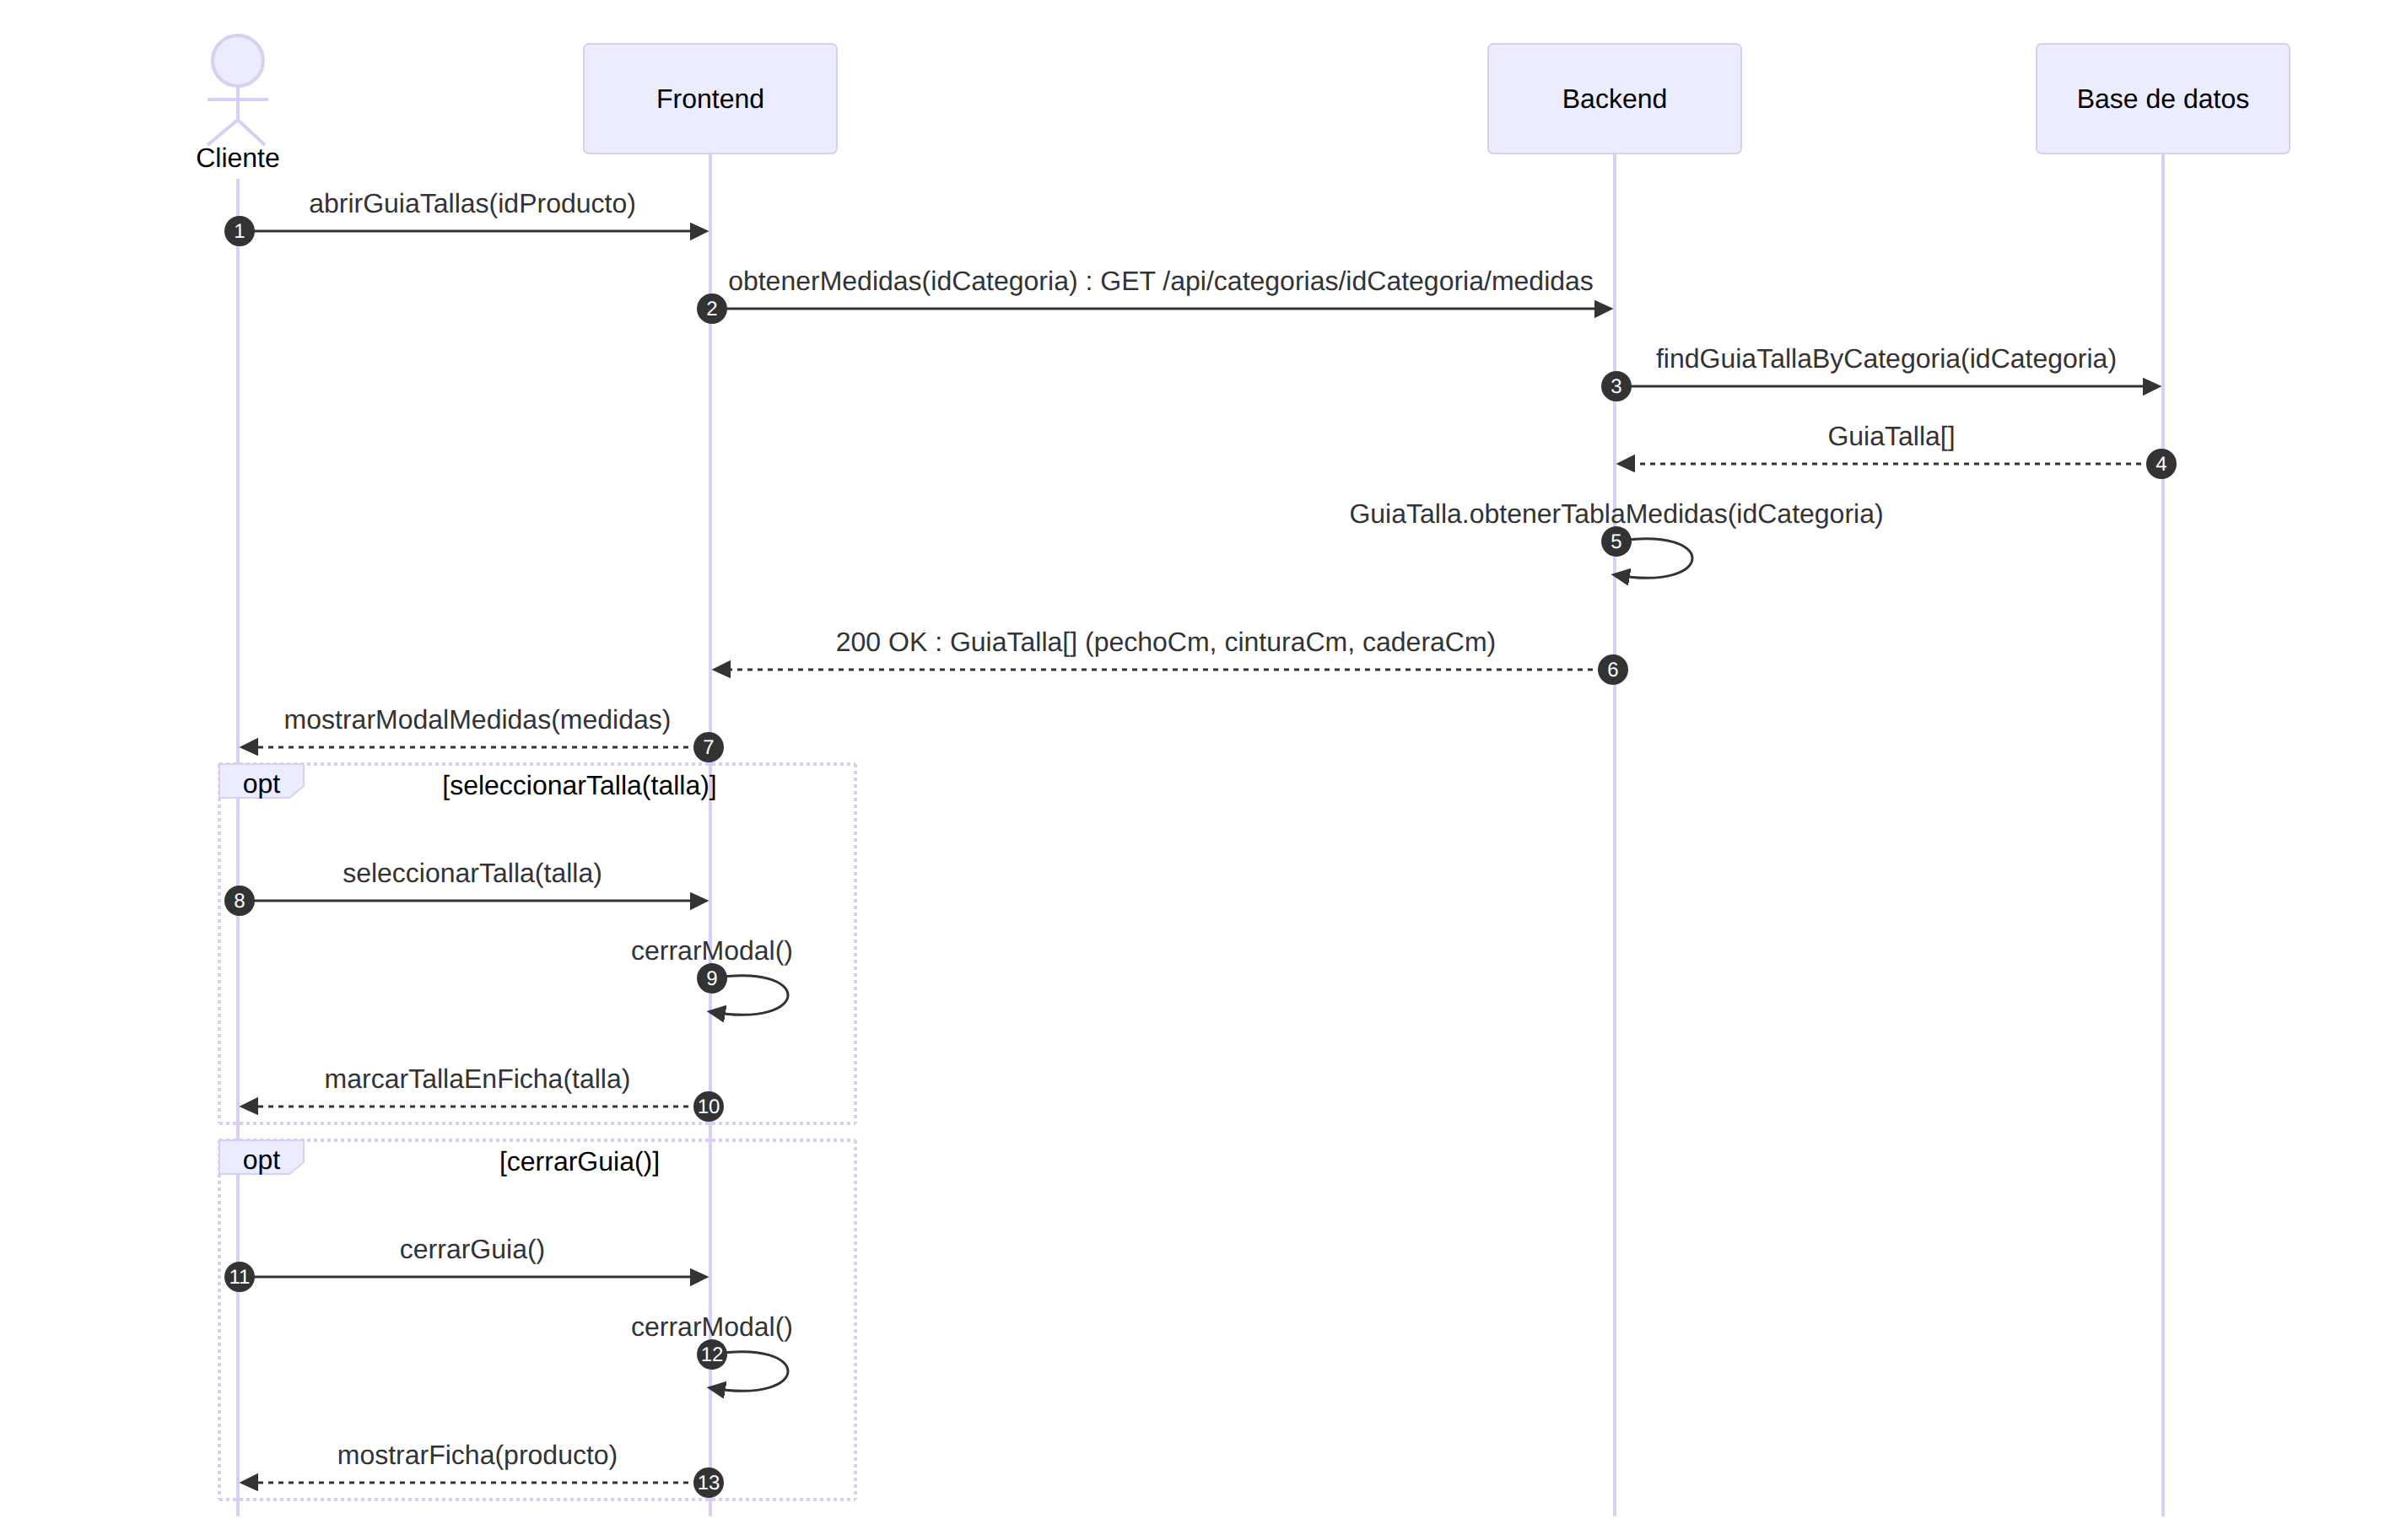 Cliente
Frontend
Backend
Base de datos
abrirGuiaTallas(idProducto)
1
obtenerMedidas(idCategoria) : GET /api/categorias/idCategoria/medidas
2
findGuiaTallaByCategoria(idCategoria)
3
GuiaTalla[]
4
GuiaTalla.obtenerTablaMedidas(idCategoria)
5
200 OK : GuiaTalla[] (pechoCm, cinturaCm, caderaCm)
6
mostrarModalMedidas(medidas)
7
opt
[seleccionarTalla(talla)]
seleccionarTalla(talla)
8
cerrarModal()
9
marcarTallaEnFicha(talla)
10
opt
[cerrarGuia()]
cerrarGuia()
11
cerrarModal()
12
mostrarFicha(producto)
13